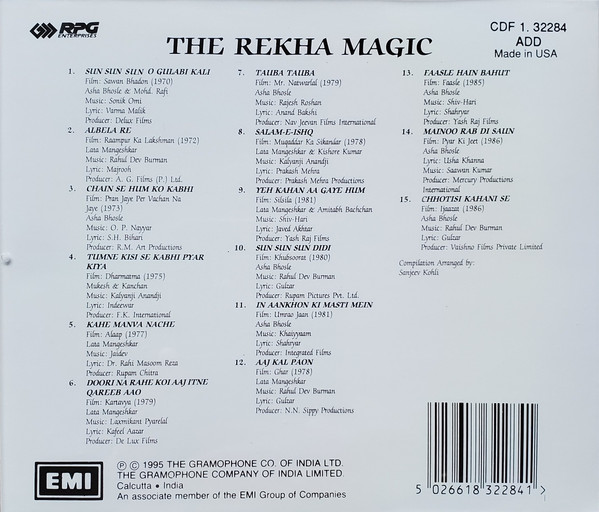 RPG
ENTERPRISES
CDF 1. 32284
ADD
Made in USA
THE REKHA MAGIC
1. SUN SUN SUN O GULABI KALI
Film: Sawan Bhadon (1970)
Asha Bhosle & Mohd. Rafi
Music: Sonik Omi
Lyric: Varma Malik
Producer: Delux Films
2. ALBELA RE
Film: Raampur Ka Lakshman (1972)
Lata Mangeshkar
Music: Rahul Dev Burman
Lyric: Majrooh
Producer: A. G. Films (P.) Ltd.
3. CHAIN SE HUM KO KABHI
Film: Pran Jaye Per Vachan Na
Jaye (1973)
Asha Bhosle
Music: O. P. Nayyar
Lyric: S.H. Bihari
Producer: R.M. Art Productions
4. TUMNE KISI SE KABHI PYAR
KIYA
Film: Dharmatma (1975)
Mukesh & Kanchan
Music: Kalyanji Anandji
Lyric: Indeewar
Producer: F.K. International
5. KAHE MANVA NACHE
Film: Alaap (1977)
Lata Mangeshkar
Music: Jaidev
Lyric: Dr. Rahi Masoom Reza
Producer: Rupam Chitra
6. DOORI NA RAHE KOI AAJ ITNE
QAREEB AAO
Film: Kartavya (1979)
Lata Mangeshkar
Music: Laxmikant Pyarelal
Lyric: Kafeel Aazar
Producer: Dr. Lux Films
7. TAUBA TAUBA
Film: Mr. Natwarlal (1979)
Asha Bhosle
Music: Rajesh Roshan
Lyric: Anand Bakshi
Producer: Nav Jeevan Films International
8. SALAM-E-ISHQ
Film: Muqaddar Ka Sikandar (1978)
Lata Mangeshkar & Kishore Kumar
Music: Kalyanji Anandji
Lyric: Prakash Mehra
Producer: Prakash Mehra Productions
9. YEH KAHAN AA GAYE HUM
Film: Silsila (1981)
Lata Mangeshkar & Amitabh Bachchan
Music: Shiv-Hari
Lyric: Javed Akhtar
Producer: Yash Raj Films
10. SUN SUN SUN DIDI
Film: Khubsoorat (1980)
Asha Bhosle
Music: Rahul Dev Burman
Lyric: Gulzar
Producer: Rupam Pictures Pvt. Ltd.
11. IN AANKHON KI MASTI MEIN
Film: Umrao Jaan (1981)
Asha Bhosle
Music: Khaiyyaam
Lyric: Shahryar
Producer: Integrated Films
12. AAJ KAL PAON
Film: Ghar (1978)
Lata Mangeshkar
Music: Rahul Dev Burman
Lyric: Gulzar
Producer: N.N. Sippy Productions
13. FAASLE HAIN BAHUT
Film: Faasle (1985)
Asha Bhosle
Music: Shiv-Hari
Lyric: Shahryar
Producer: Yash Raj Films
14. MAINOO RAB DI SAUN
Film: Pyar Ki Jeet (1986)
Asha Bhosle
Lyric: Usha Khanna
Music: Saawan Kumar
Producer: Mercury Productions
International
15. CHHOTISI KAHANI SE
Film: Ijaazat (1986)
Asha Bhosle
Music: Rahul Dev Burman
Lyric: Gulzar
Producer: Vaishno Films Private Limited
Compilation Arranged by:
Sanjeev Kohli
EMI
Ⓟ © 1995 THE GRAMOPHONE CO. OF INDIA LTD.
THE GRAMOPHONE COMPANY OF INDIA LIMITED.
Calcutta • India
An associate member of the EMI Group of Companies
5 026618 322841 >